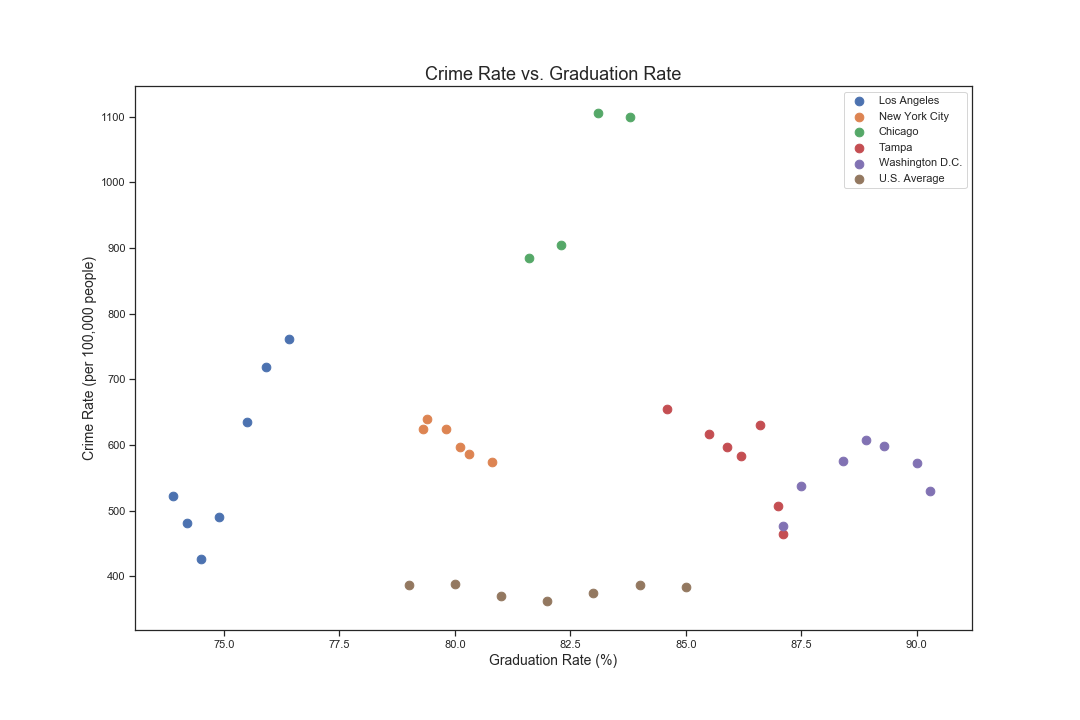 Crime Rate vs. Graduation Rate
Los Angeles
New York City
Chicago
Tampa
Washington D.C.
U.S. Average
Crime Rate (per 100,000 people)
1100
1000
900
800
700
600
500
400
75.0 77.5 80.0 82.5 85.0 87.5 90.0
Graduation Rate (%)